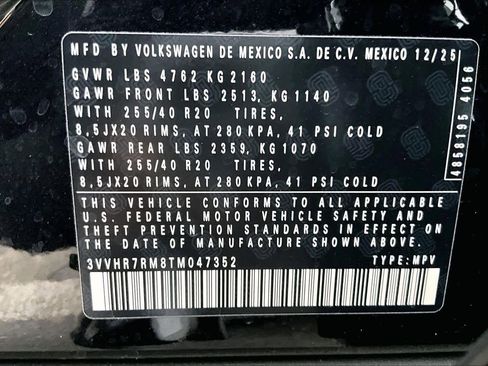 MFD BY VOLKSWAGEN DE MEXICO S.A. DE C.V. MEXICO 12/25
GVWR LBS 4762 KG 2160
GAWR FRONT LBS 2513, KG 1140
WITH 255/40 R20 TIRES,
8,5JX20 RIMS, AT 280 KPA, 41 PSI COLD
GAWR REAR LBS 2359, KG 1070
WITH 255/40 R20 TIRES,
8,5JX20 RIMS, AT 280 KPA, 41 PSI COLD
THIS VEHICLE CONFORMS TO ALL APPLICABLE
U.S. FEDERAL MOTOR VEHICLE SAFETY AND
THEFT PREVENTION STANDARDS IN EFFECT ON
THE DATE OF MANUFACTURE SHOWN ABOVE
3VVHR7RM8TM047352 TYPE: MPV
4858195 4056